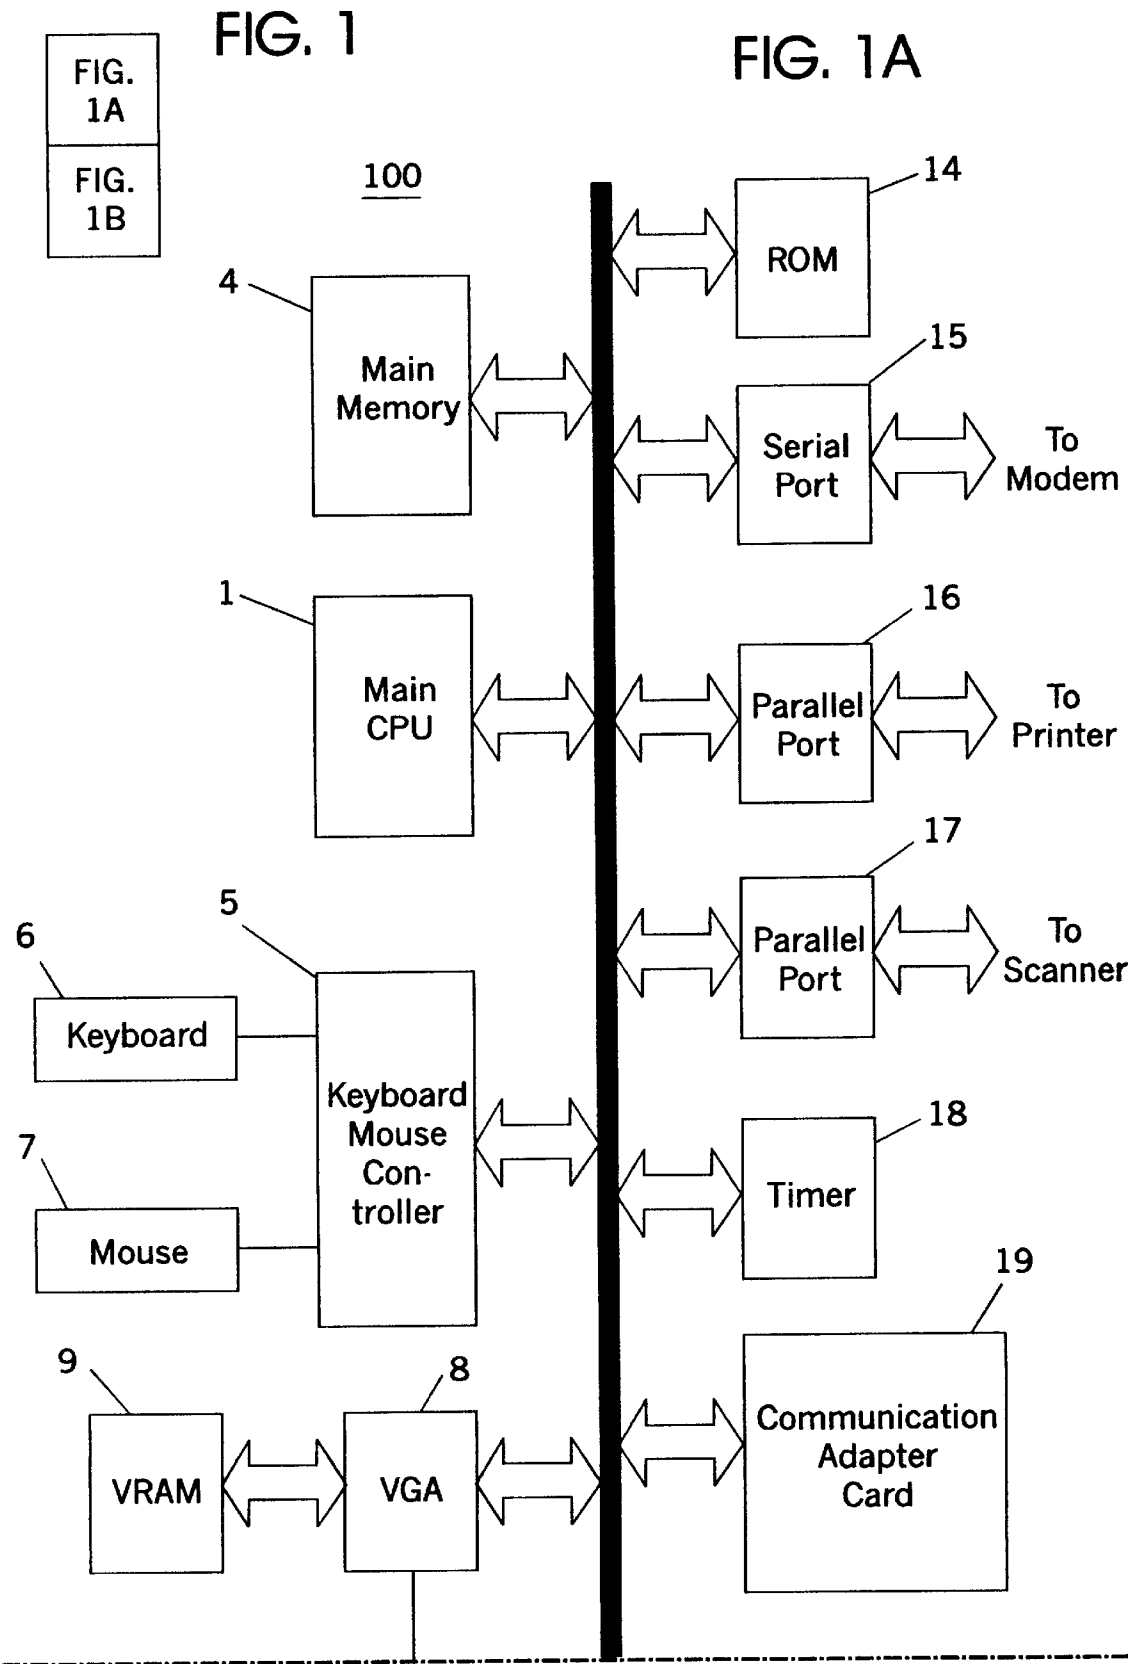 FIG. 1
FIG. 1A
FIG.
1A
FIG.
1B
100
14
ROM
4
Main
Memory
15
Serial
Port
To
Modem
1
Main
CPU
16
Parallel
Port
To
Printer
17
Parallel
Port
To
Scanner
6
Keyboard
5
Keyboard
Mouse
Con-
troller
7
Mouse
18
Timer
19
Communication
Adapter
Card
9
VRAM
8
VGA